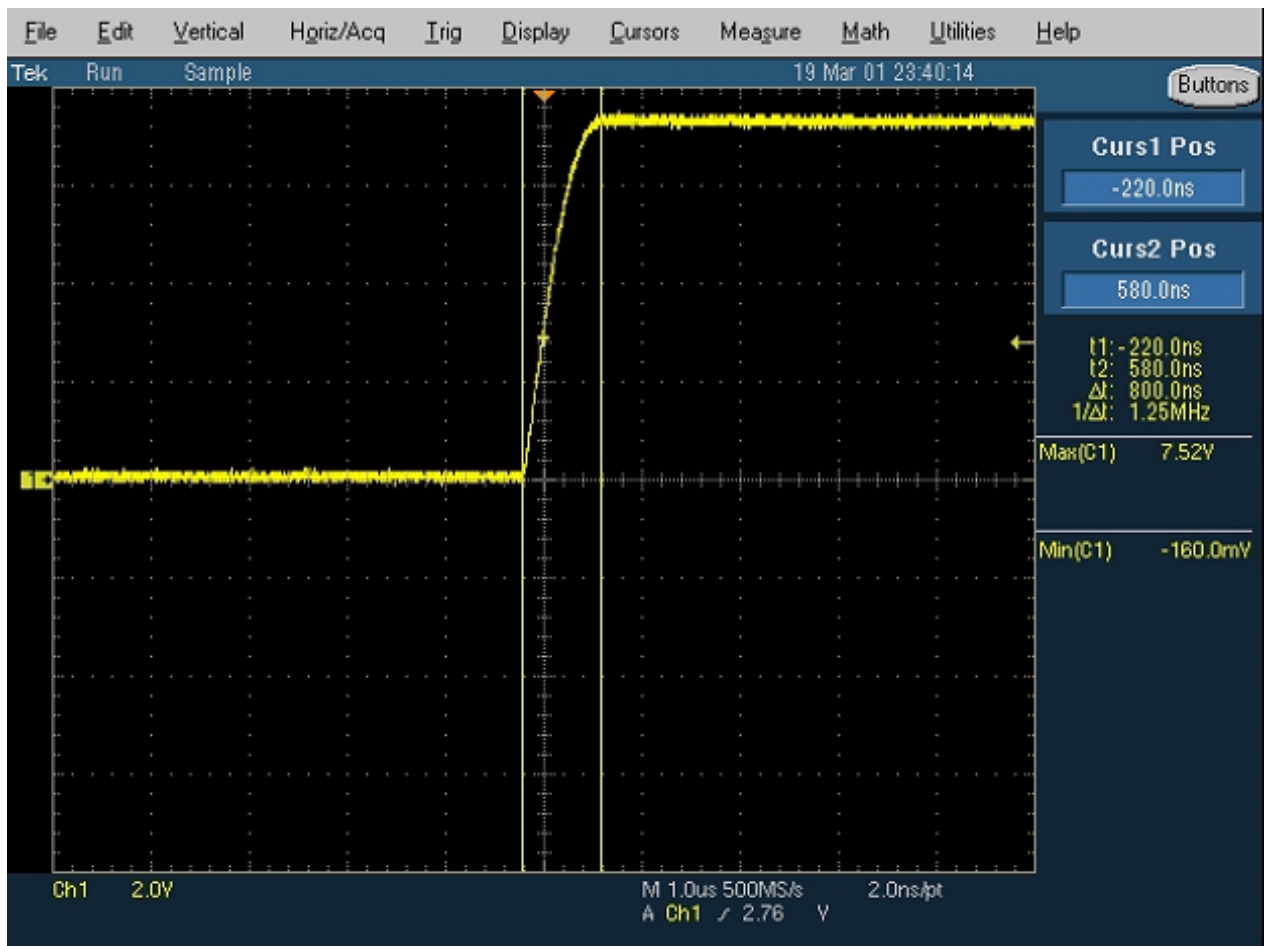 File Edit Vertical Horiz/Acq Trig Display Cursors Measure Math Utilities Help
Tek Run Sample 19 Mar 01 23:40:14
Buttons
Curs1 Pos
-220.0ns
Curs2 Pos
580.0ns
t1: -220.0ns
t2: 580.0ns
Δt: 800.0ns
1/Δt: 1.25MHz
Max(C1) 7.52V
1
Min(C1) -160.0mV
Ch1 2.0V M 1.0us 500MS/s 2.0ns/pt
A Ch1 / 2.76 V